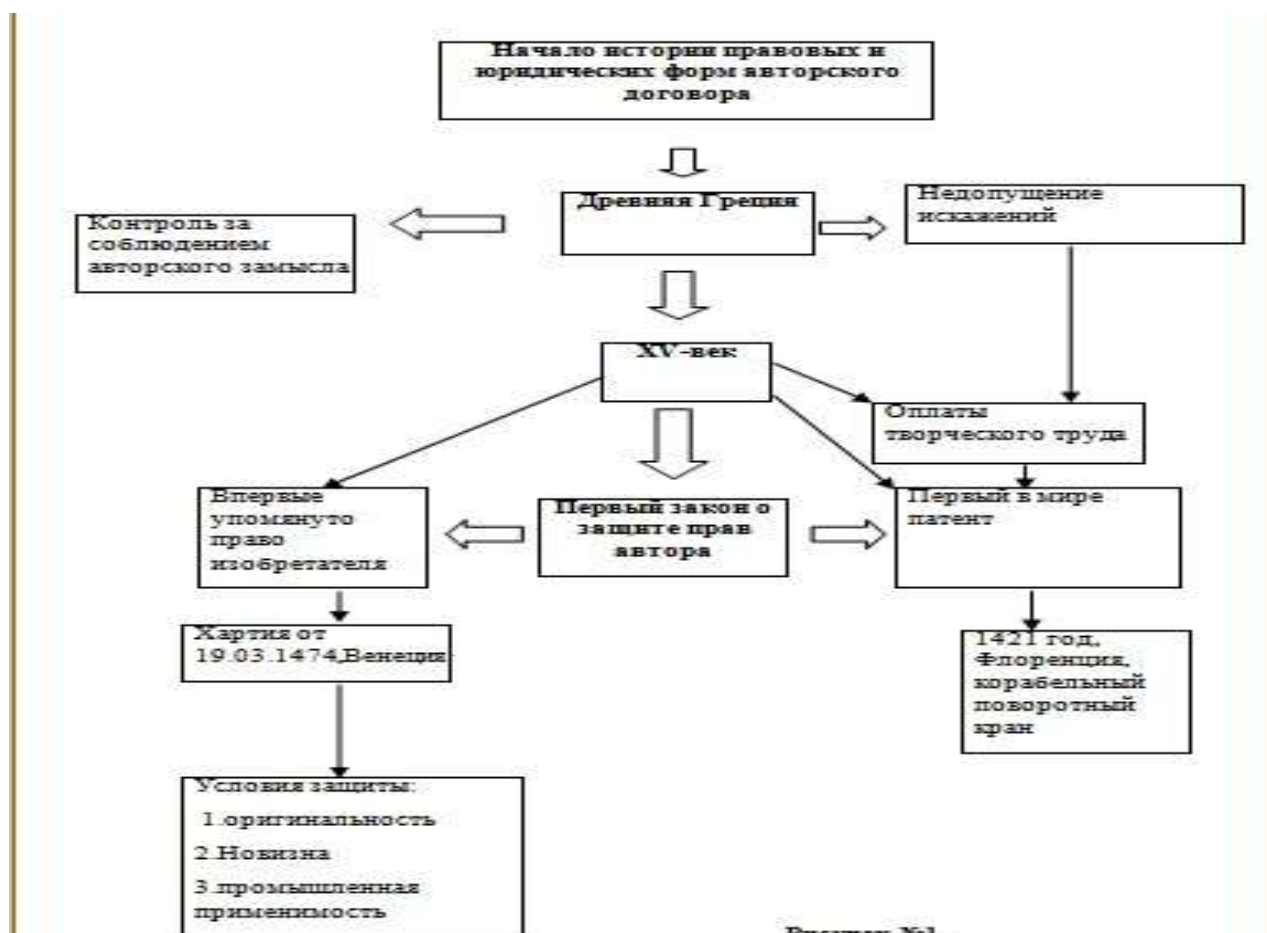 Начало истории правовых и
юридических форм авторского
договора
Древняя Греция
Недопущение
искажений
Контроль за
соблюдением
авторского замысла
XV-век
Оплаты
творческого труда
Впервые
упомянуто
право
изобретателя
Первый закон о
защите прав
автора
Первый в мире
патент
Хартия от
19.03.1474,Венеция
1421 год,
Флоренция,
корабельный
поворотный
кран
Условия защиты:
1.оригинальность
2.Новизна
3.промышленная
применимость
Рисунок №1